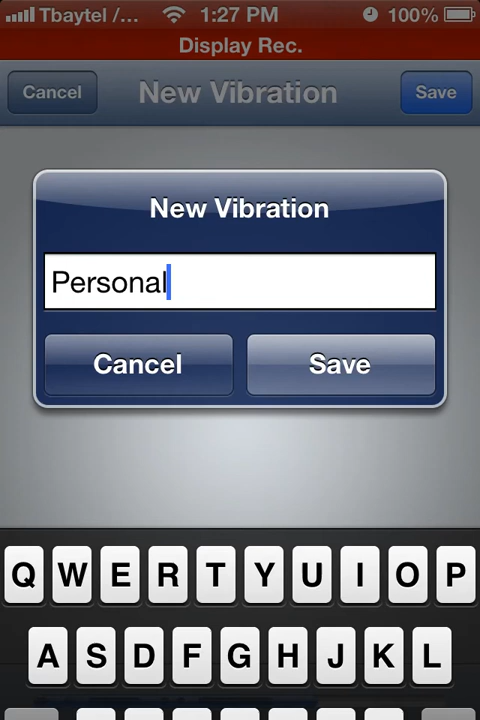 Tbaytel /... 1:27 PM 100%
Display Rec.
Cancel New Vibration Save
New Vibration
Personal
Cancel Save
Q W E R T Y U I O P
A S D F G H J K L